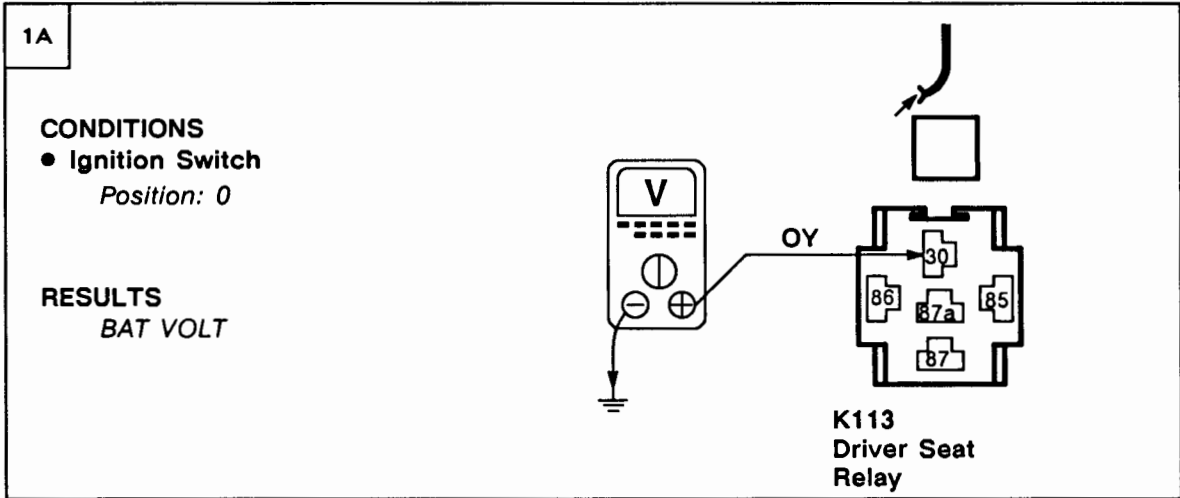 1A
CONDITIONS
● Ignition Switch
Position: 0
RESULTS
BAT VOLT
V
OY
30
86
87a
85
87
K113
Driver Seat
Relay